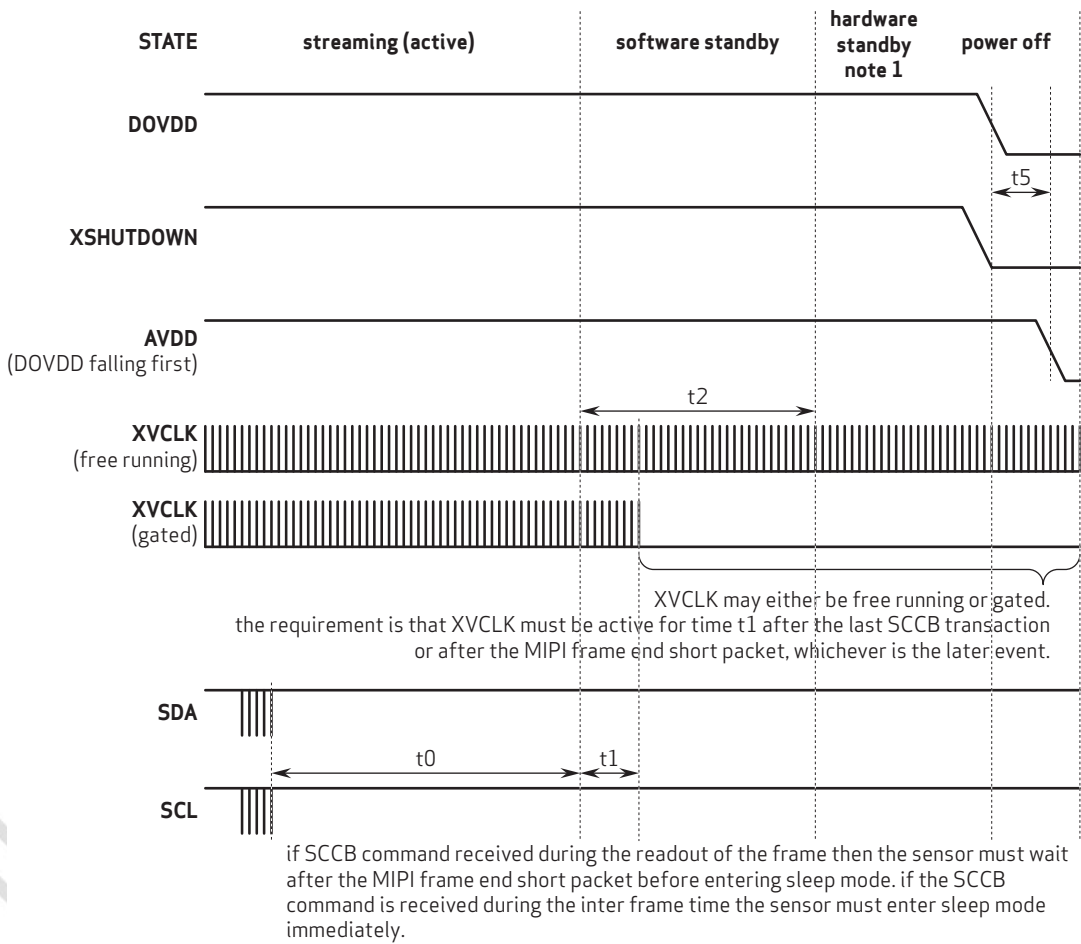 STATE streaming (active) software standby hardware standby note 1 power off
DOVDD
t5
XSHUTDOWN
AVDD
(DOVDD falling first)
t2
XVCLK
(free running)
XVCLK
(gated)
XVCLK may either be free running or gated.
the requirement is that XVCLK must be active for time t1 after the last SCCB transaction
or after the MIPI frame end short packet, whichever is the later event.
SDA
t0 t1
SCL
if SCCB command received during the readout of the frame then the sensor must wait
after the MIPI frame end short packet before entering sleep mode. if the SCCB
command is received during the inter frame time the sensor must enter sleep mode
immediately.